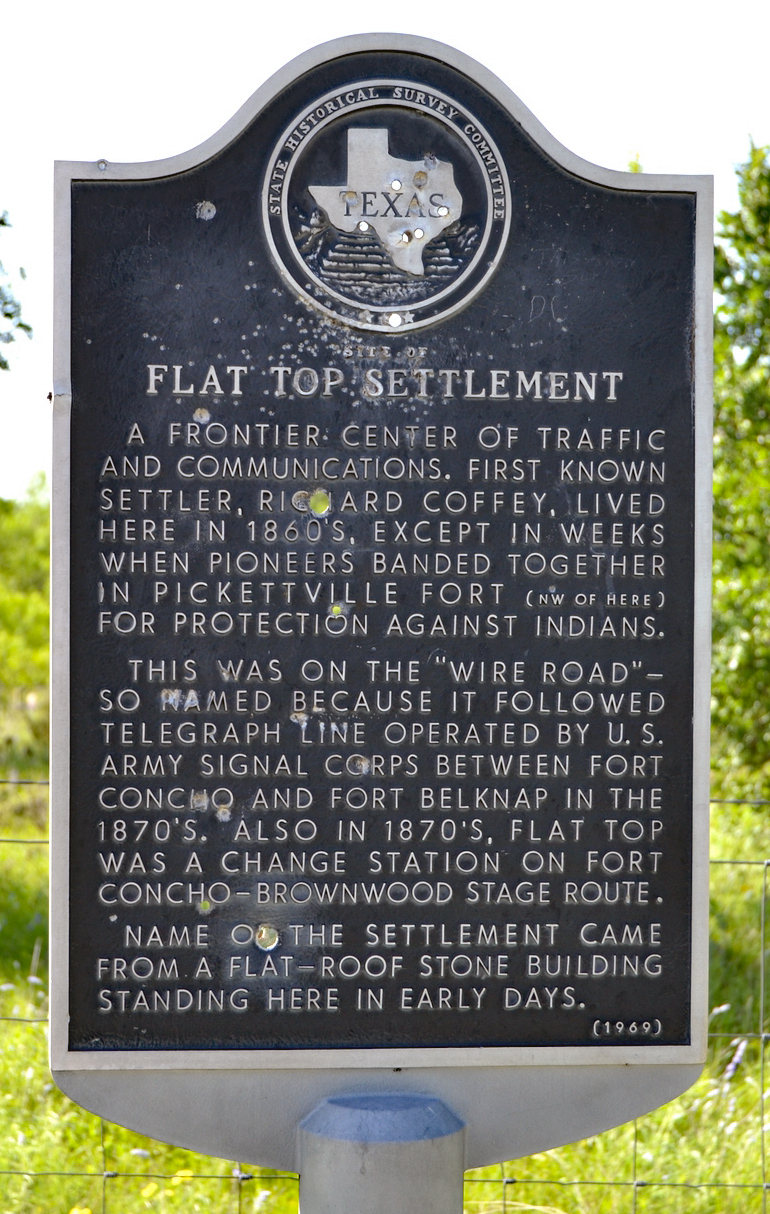 STATE HISTORICAL SURVEY COMMITTEE
TEXAS
SITE OF
FLAT TOP SETTLEMENT
A FRONTIER CENTER OF TRAFFIC
AND COMMUNICATIONS. FIRST KNOWN
SETTLER, RICHARD COFFEY, LIVED
HERE IN 1860'S, EXCEPT IN WEEKS
WHEN PIONEERS BANDED TOGETHER
IN PICKETTVILLE FORT (NW OF HERE)
FOR PROTECTION AGAINST INDIANS.
THIS WAS ON THE "WIRE ROAD"—
SO NAMED BECAUSE IT FOLLOWED
TELEGRAPH LINE OPERATED BY U.S.
ARMY SIGNAL CORPS BETWEEN FORT
CONCHO AND FORT BELKNAP IN THE
1870'S. ALSO IN 1870'S, FLAT TOP
WAS A CHANGE STATION ON FORT
CONCHO—BROWNWOOD STAGE ROUTE.
NAME OF THE SETTLEMENT CAME
FROM A FLAT—ROOF STONE BUILDING
STANDING HERE IN EARLY DAYS.
(1969)